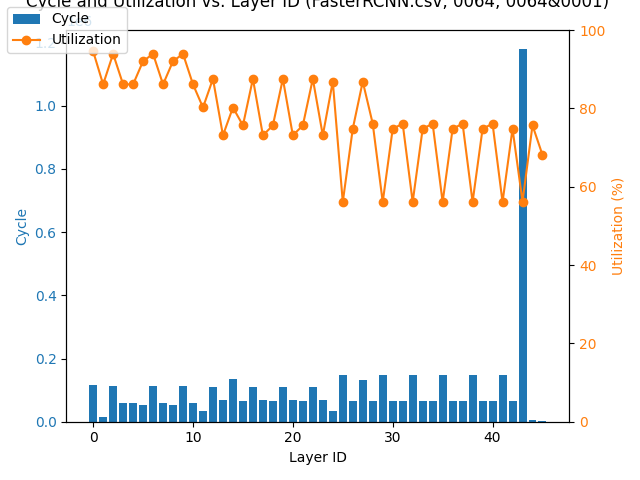 Cycle and Utilization vs. Layer ID (FasterRCNN.csv, 0064, 0064&0001)
Cycle
Utilization
1.2
1.0
0.8
0.6
0.4
0.2
0.0
Cycle
100
80
60
40
20
0
Utilization (%)
0 10 20 30 40
Layer ID